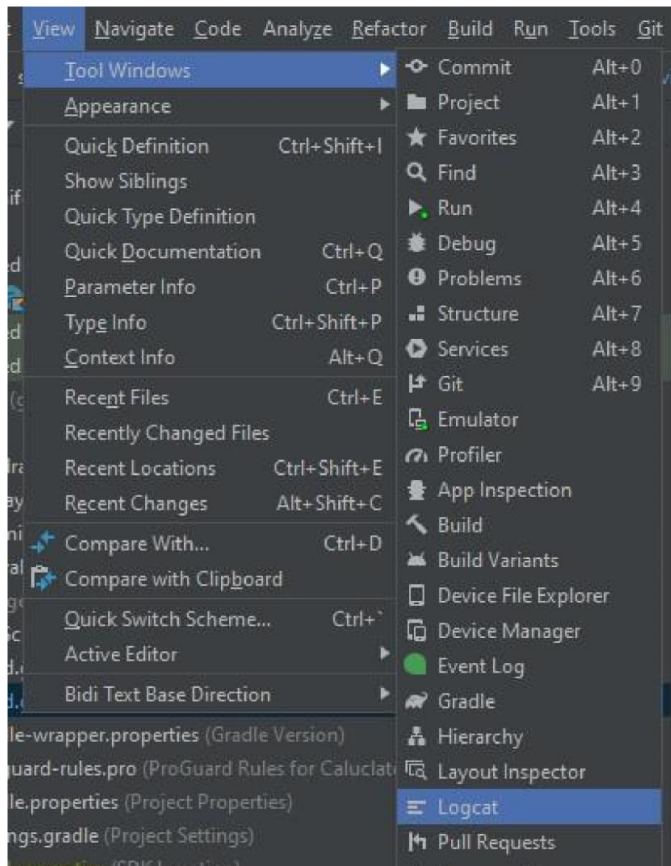 View Navigate Code Analyze Refactor Build Run Tools Git
Tool Windows
Appearance
Quick Definition Ctrl+Shift+I
Show Siblings
Quick Type Definition
Quick Documentation Ctrl+Q
Parameter Info Ctrl+P
Type Info Ctrl+Shift+P
Context Info Alt+Q
Recent Files Ctrl+E
Recently Changed Files
Recent Locations Ctrl+Shift+E
Recent Changes Alt+Shift+C
Compare With... Ctrl+D
Compare with Clipboard
Quick Switch Scheme... Ctrl+`
Active Editor
Bidi Text Base Direction
Commit Alt+0
Project Alt+1
Favorites Alt+2
Find Alt+3
Run Alt+4
Debug Alt+5
Problems Alt+6
Structure Alt+7
Services Alt+8
Git Alt+9
Emulator
Profiler
App Inspection
Build
Build Variants
Device File Explorer
Device Manager
Event Log
Gradle
Hierarchy
Layout Inspector
Logcat
Pull Requests
le-wrapper.properties (Gradle Version)
uard-rules.pro (ProGuard Rules for Caluclat
le.properties (Project Properties)
ngs.gradle (Project Settings)